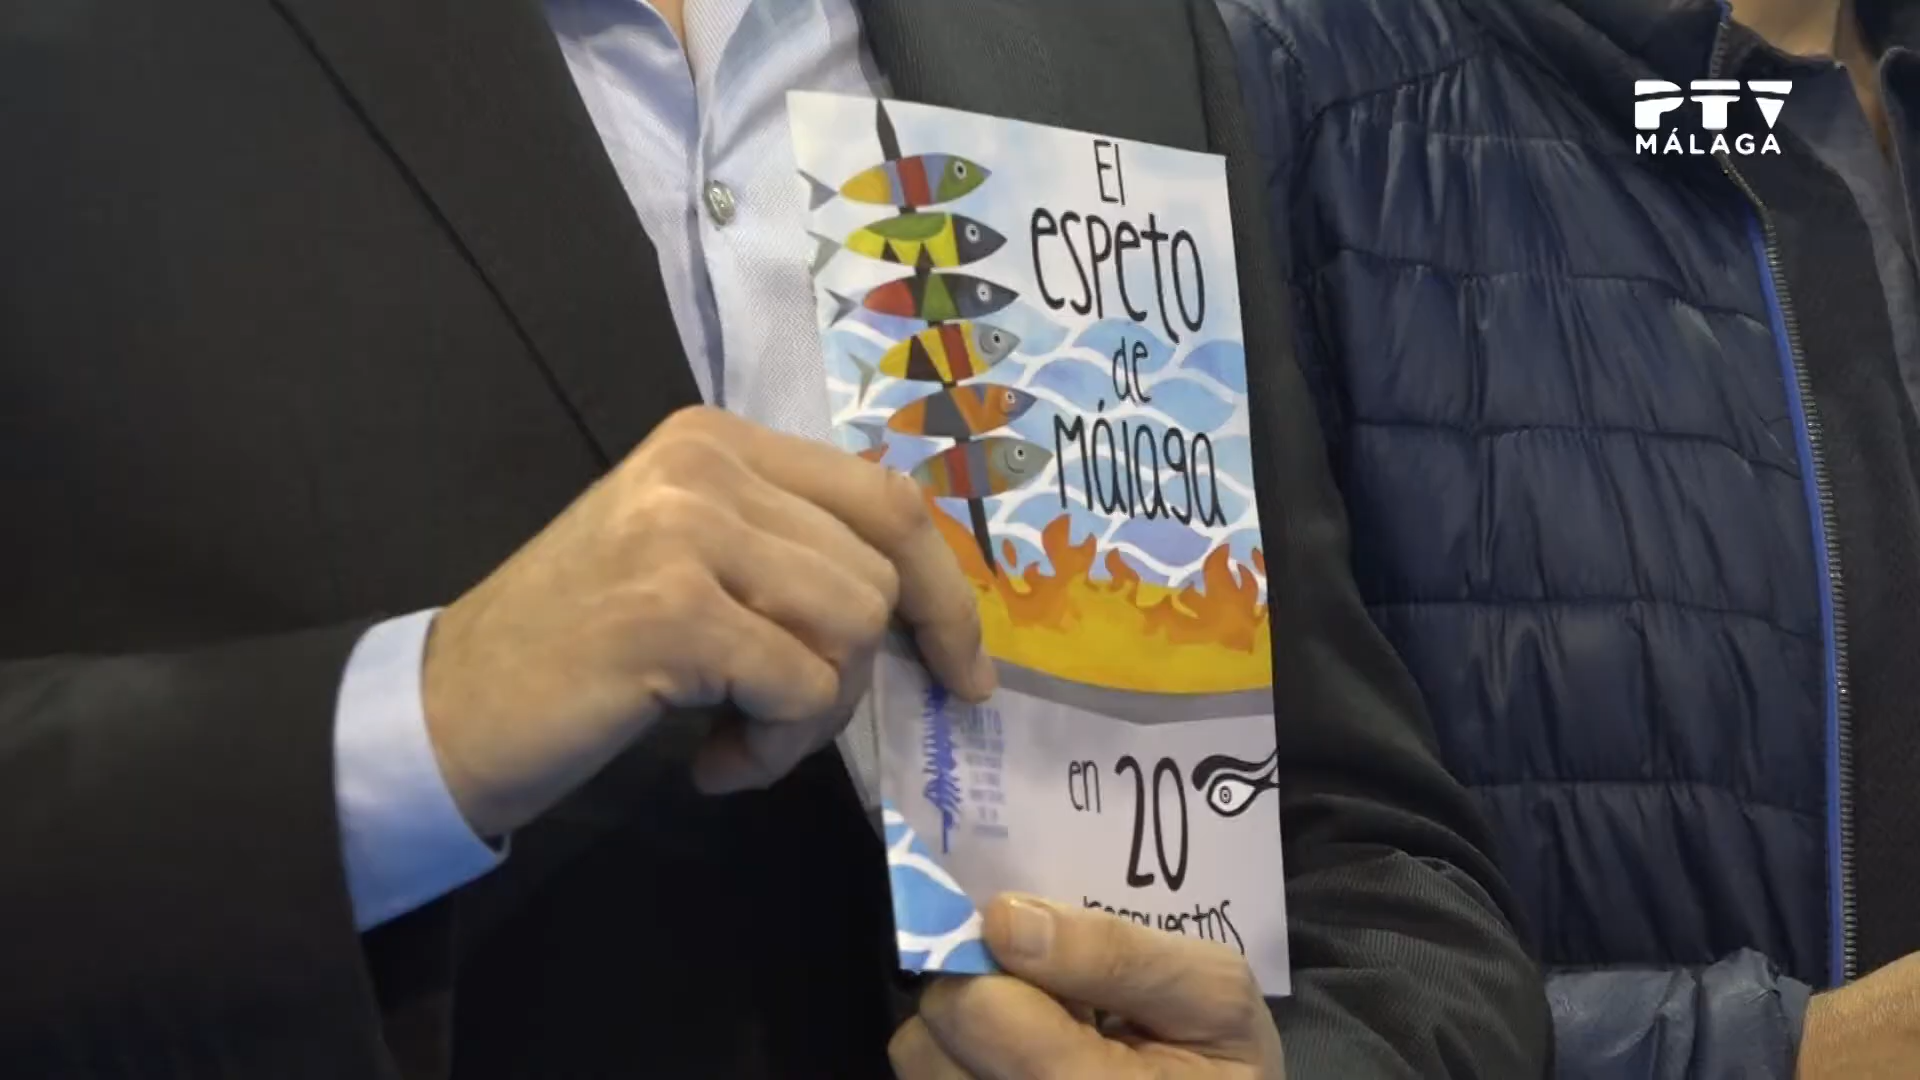 PTV
MÁLAGA
El
espeto
de
Málaga
en 20